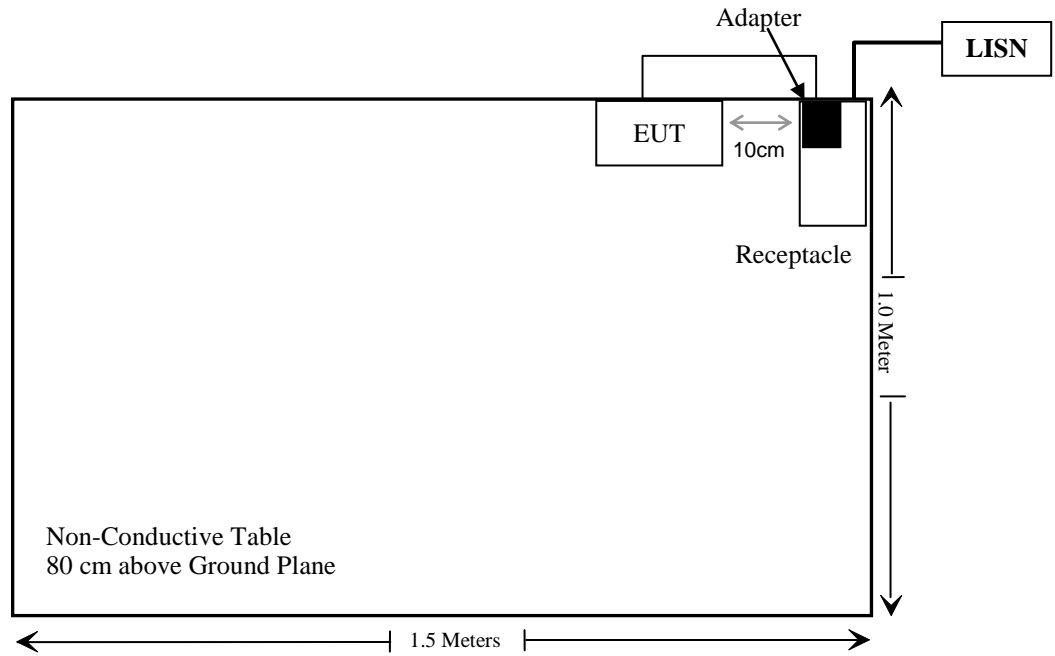 Adapter
LISN
EUT
10cm
Receptacle
1.0 Meter
Non-Conductive Table
80 cm above Ground Plane
1.5 Meters